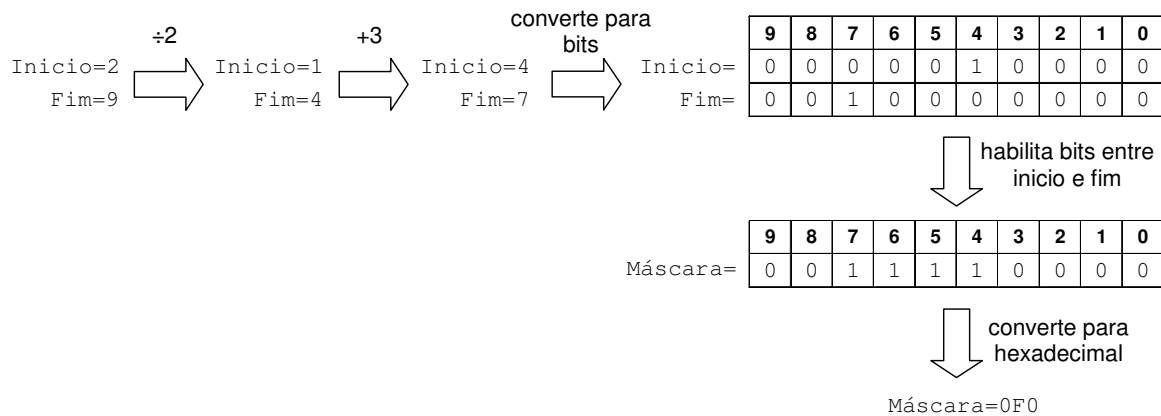 ÷2
+3
converte para
bits
Inicio=2
Fim=9
Inicio=1
Fim=4
Inicio=4
Fim=7
9 8 7 6 5 4 3 2 1 0
Início= 0 0 0 0 0 1 0 0 0 0
Fim= 0 0 1 0 0 0 0 0 0 0
habilita bits entre
inicio e fim
9 8 7 6 5 4 3 2 1 0
Máscara= 0 0 1 1 1 1 0 0 0 0
converte para
hexadecimal
Máscara=0F0